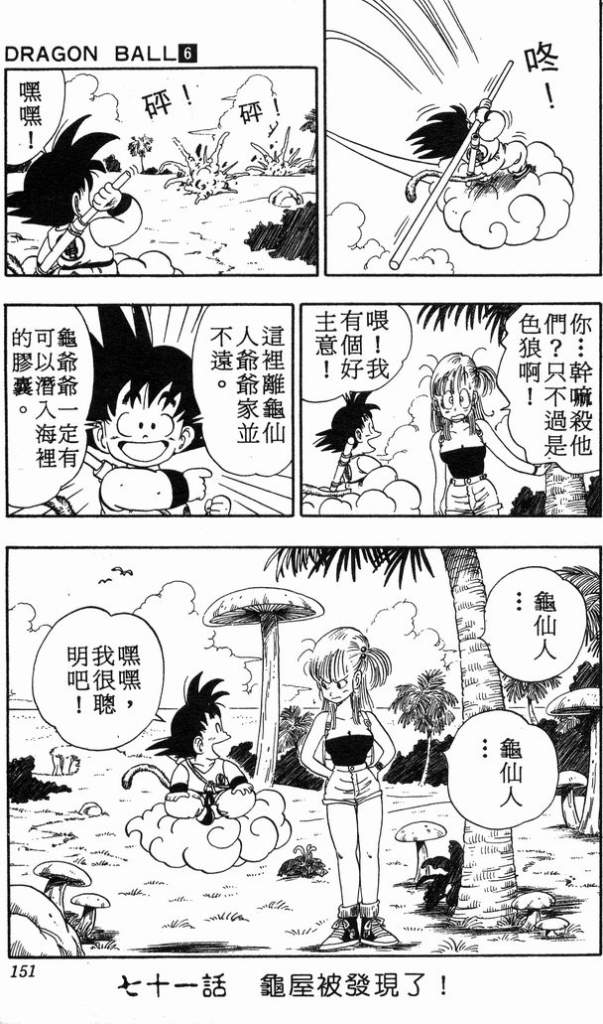 DRAGON BALL 6
咚！
砰！
砰！
嘿嘿！
你…幹嘛殺他
們？只不過是
色狼啊！
喂！我
有個好
主意！
這裡離龜仙
人爺爺家並
不遠。
龜爺爺一定有
可以潛入海裡
的膠囊。
龜仙人
…
龜仙人
…
嘿嘿，
我很聰
明吧！
151
七十一話　龜屋被發現了！